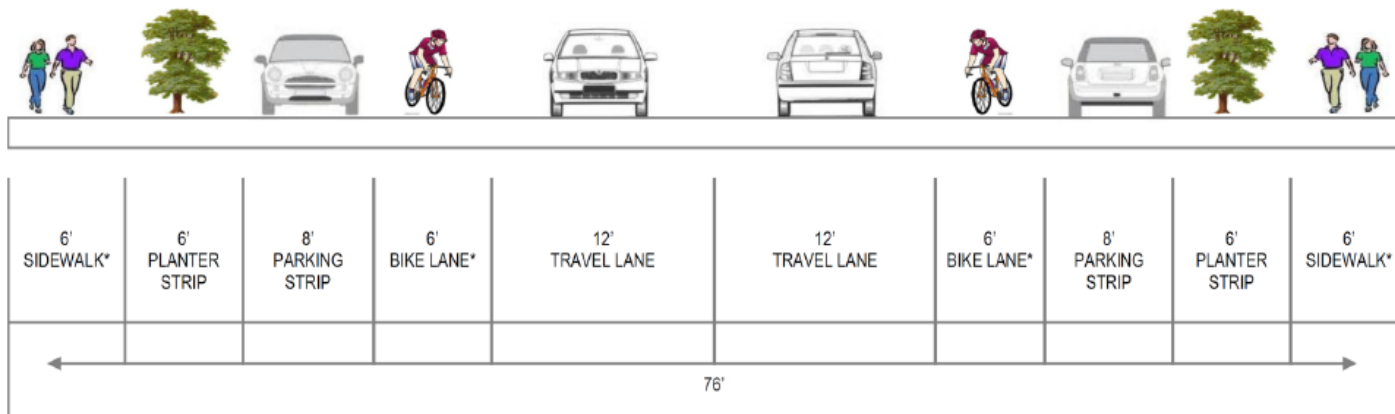 6'
SIDEWALK*
6'
PLANTER
STRIP
8'
PARKING
STRIP
6'
BIKE LANE*
12'
TRAVEL LANE
12'
TRAVEL LANE
6'
BIKE LANE*
8'
PARKING
STRIP
6'
PLANTER
STRIP
6'
SIDEWALK*
76'